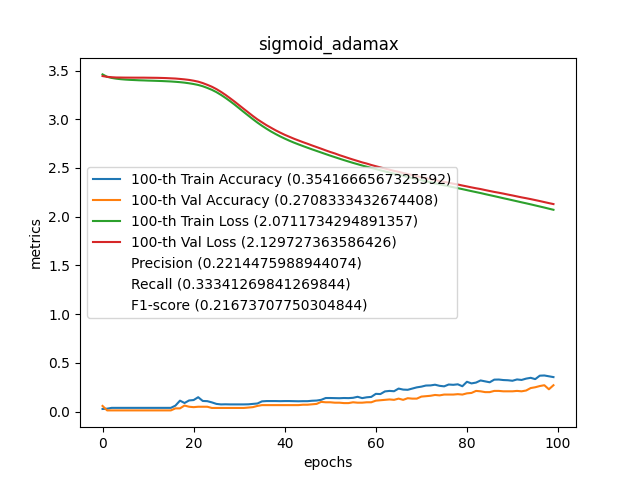 sigmoid_adamax
3.5
3.0
2.5
2.0
1.5
1.0
0.5
0.0
metrics
100-th Train Accuracy (0.3541666567325592)
100-th Val Accuracy (0.2708333432674408)
100-th Train Loss (2.0711734294891357)
100-th Val Loss (2.129727363586426)
Precision (0.2214475988944074)
Recall (0.33341269841269844)
F1-score (0.21673707750304844)
0 20 40 60 80 100
epochs